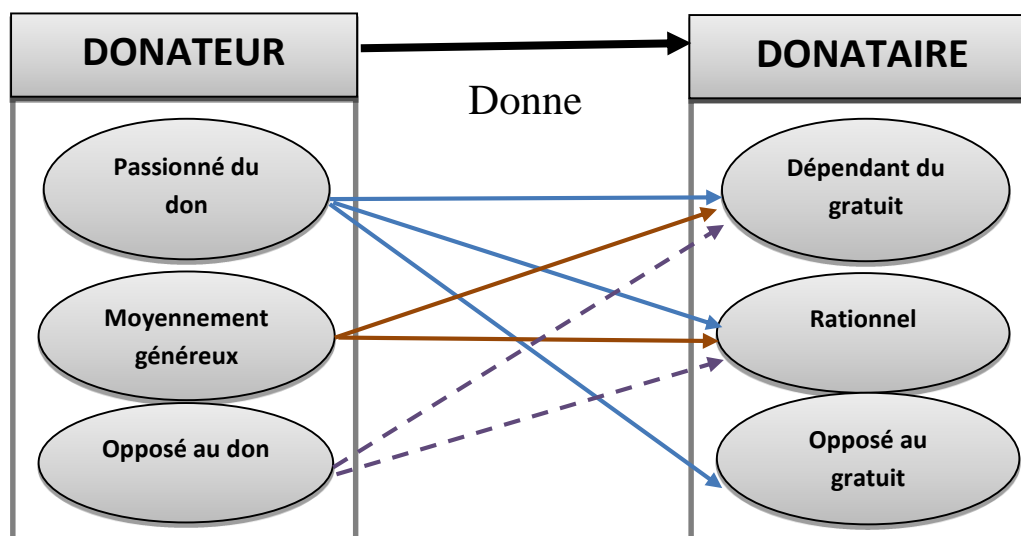 DONATEUR
DONATAIRE
Donne
Passionné du
don
Dépendant du
gratuit
Moyennement
généreux
Rationnel
Opposé au don
Opposé au
gratuit